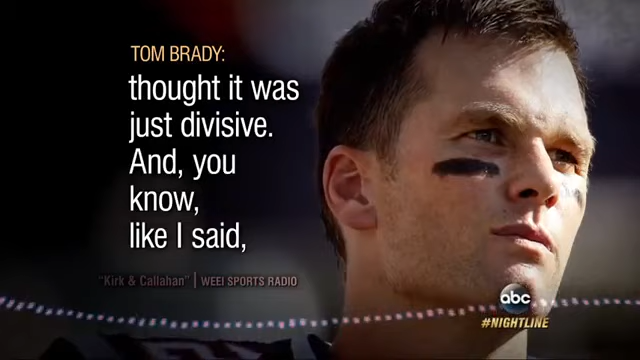 TOM BRADY:
thought it was
just divisive.
And, you
know,
like I said,
"Kirk & Callahan" | WEEI SPORTS RADIO
abc
#NIGHTLINE